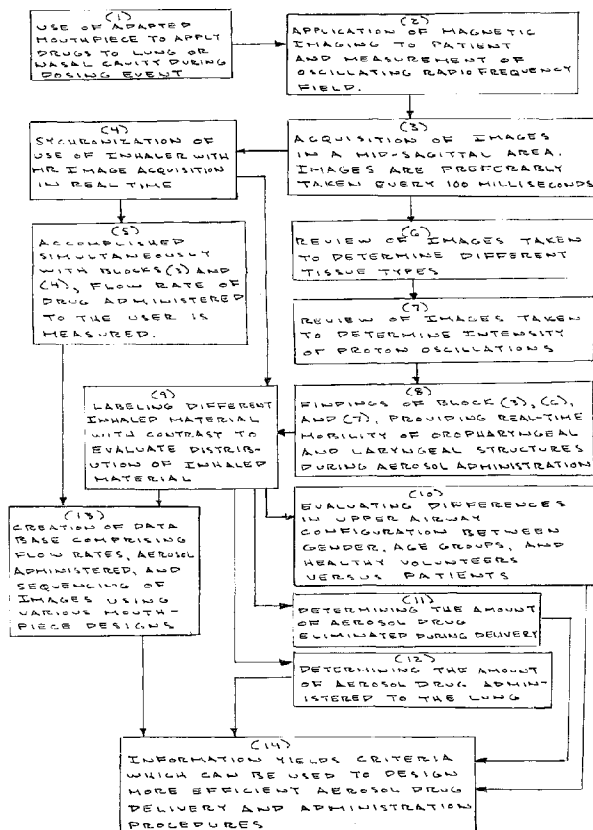 (1)
USE OF ADAPTED
MOUTHPIECE TO APPLY
DRUGS TO LUNG OR
NASAL CAVITY DURING
DOSING EVENT
(2)
APPLICATION OF MAGNETIC
IMAGING TO PATIENT
AND MEASUREMENT OF
OSCILLATING RADIO FREQUENCY
FIELD.
(3)
ACQUISITION OF IMAGES
IN A MID-SAGITTAL AREA.
IMAGES ARE PREFERABLY
TAKEN EVERY 100 MILLISECONDS
(4)
SYCHRONIZATION OF
USE OF INHALER WITH
MR IMAGE ACQUISITION
IN REAL TIME
(5)
ACCOMPLISHED
SIMULTANEOUSLY
WITH BLOCKS (3) AND
(4), FLOW RATE OF
DRUG ADMINISTERED
TO THE USER IS
MEASURED.
(6)
REVIEW OF IMAGES TAKEN
TO DETERMINE DIFFERENT
TISSUE TYPES
(7)
REVIEW OF IMAGES TAKEN
TO DETERMINE INTENSITY
OF PROTON OSCILLATIONS
(8)
FINDINGS OF BLOCK (3), (6),
AND (7), PROVIDING REAL-TIME
MOBILITY OF OROPHARYNGEAL
AND LARYNGEAL STRUCTURES
DURING AEROSOL ADMINISTRATION
(9)
LABELING DIFFERENT
INHALED MATERIAL
WITH CONTRAST TO
EVALUATE DISTRIB-
UTION OF INHALED
MATERIAL
(10)
EVALUATING DIFFERENCES
IN UPPER AIRWAY
CONFIGURATION BETWEEN
GENDER, AGE GROUPS, AND
HEALTHY VOLUNTEERS
VERSUS PATIENTS
(11)
DETERMINING THE AMOUNT
OF AEROSOL DRUG
ELIMINATED DURING DELIVERY
(12)
DETERMINING THE AMOUNT
OF AEROSOL DRUG ADMIN-
ISTERED TO THE LUNG
(13)
CREATION OF DATA
BASE COMPRISING
FLOW RATES, AEROSOL
ADMINISTERED, AND
SEQUENCING OF
IMAGES USING
VARIOUS MOUTH-
PIECE DESIGNS
(14)
INFORMATION YIELDS CRITERIA
WHICH CAN BE USED TO DESIGN
MORE EFFICIENT AEROSOL DRUG
DELIVERY AND ADMINISTRATION
PROCEDURES